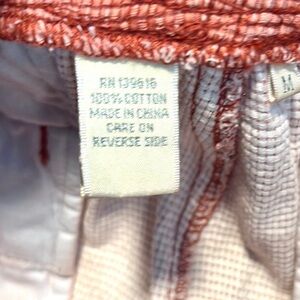 RN 139616
100% COTTON
MADE IN CHINA
CARE ON
REVERSE SIDE
M